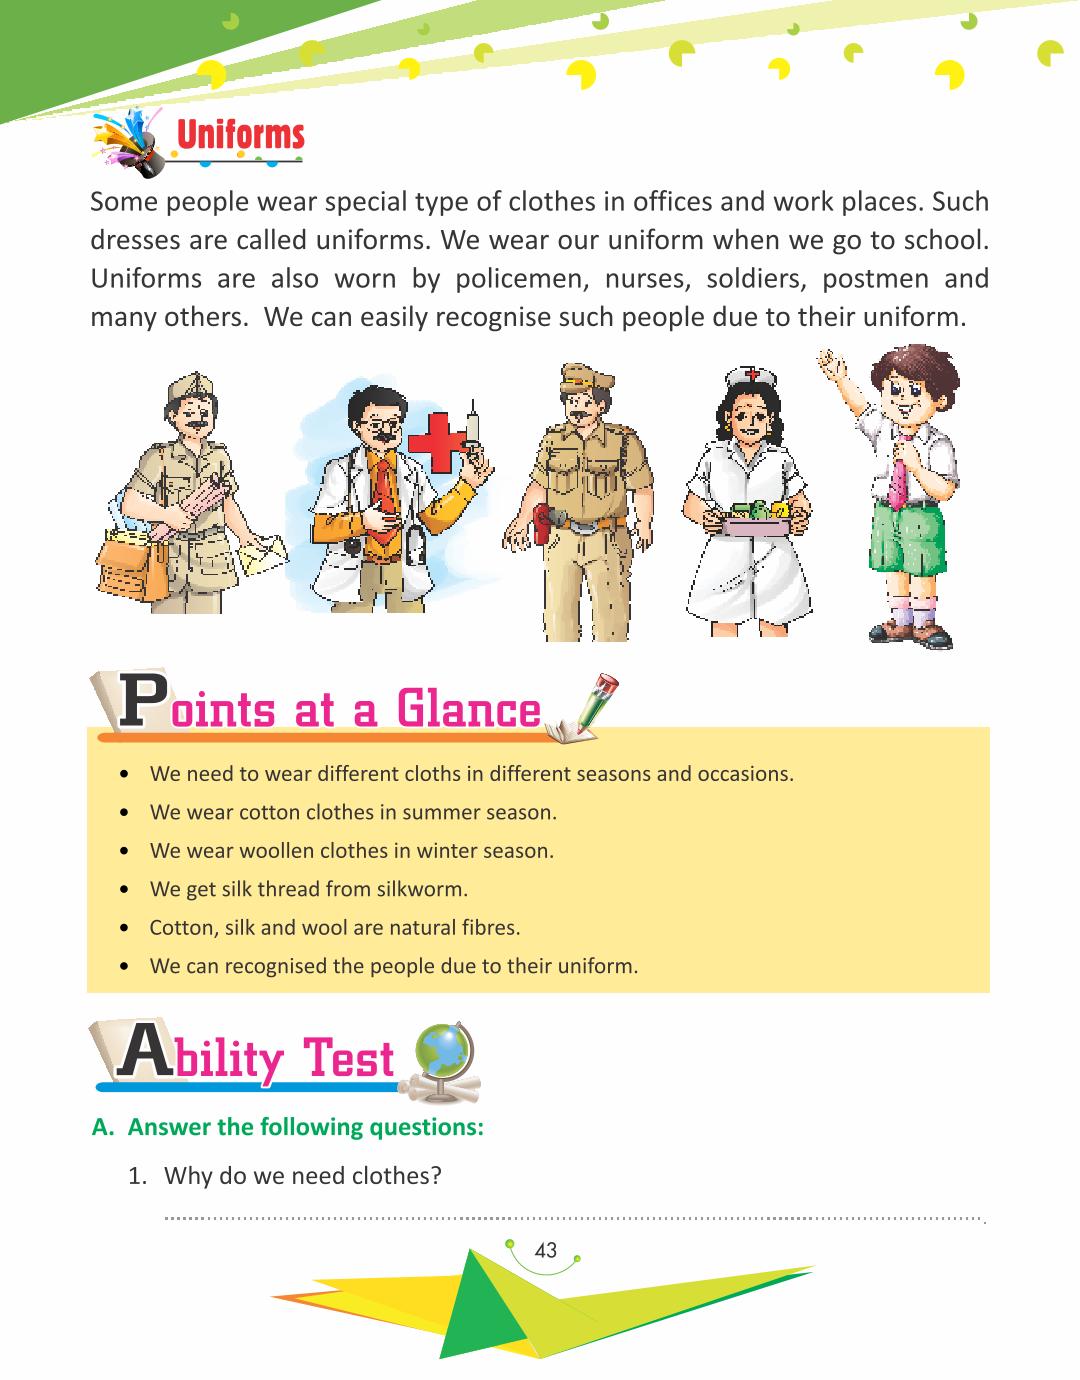 Uniforms
Some people wear special type of clothes in offices and work places. Such
dresses are called uniforms. We wear our uniform when we go to school.
Uniforms are also worn by policemen, nurses, soldiers, postmen and
many others. We can easily recognise such people due to their uniform.
Points at a Glance
• We need to wear different cloths in different seasons and occasions.
• We wear cotton clothes in summer season.
• We wear woollen clothes in winter season.
• We get silk thread from silkworm.
• Cotton, silk and wool are natural fibres.
• We can recognised the people due to their uniform.
Ability Test
A. Answer the following questions:
1. Why do we need clothes?
43